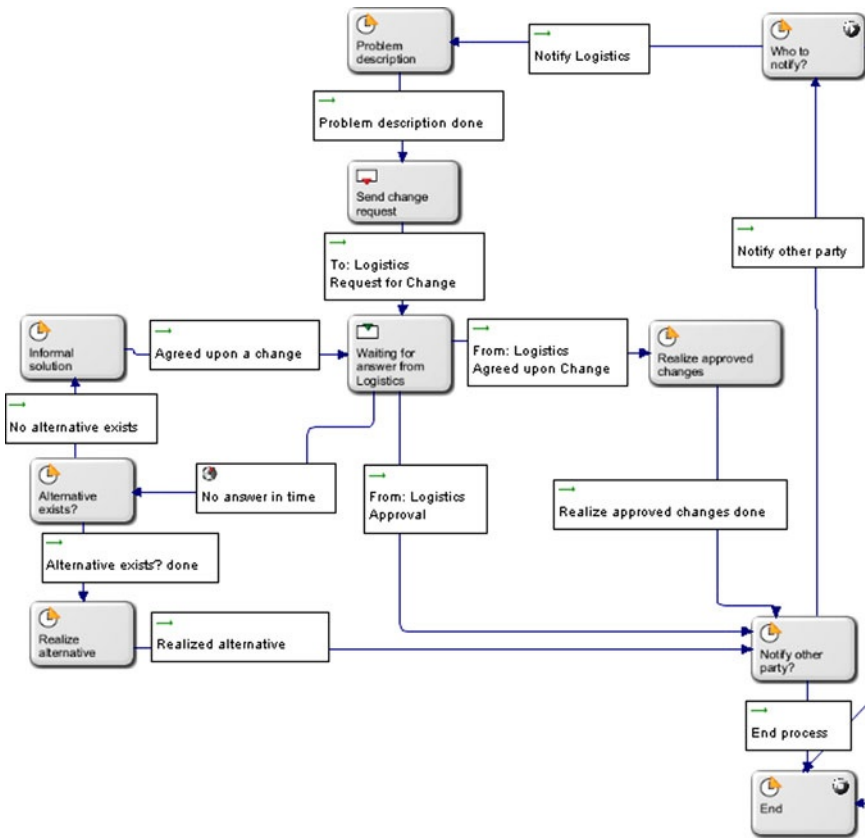 Problem
description
Notify Logistics
Who to
notify?
Problem description done
Send change
request
Notify other party
To: Logistics
Request for Change
Informal
solution
Agreed upon a change
Waiting for
answer from
Logistics
From: Logistics
Agreed upon Change
Realize approved
changes
No alternative exists
Alternative
exists?
No answer in time
From: Logistics
Approval
Realize approved changes done
Alternative exists? done
Realize
alternative
Realized alternative
Notify other
party?
End process
End